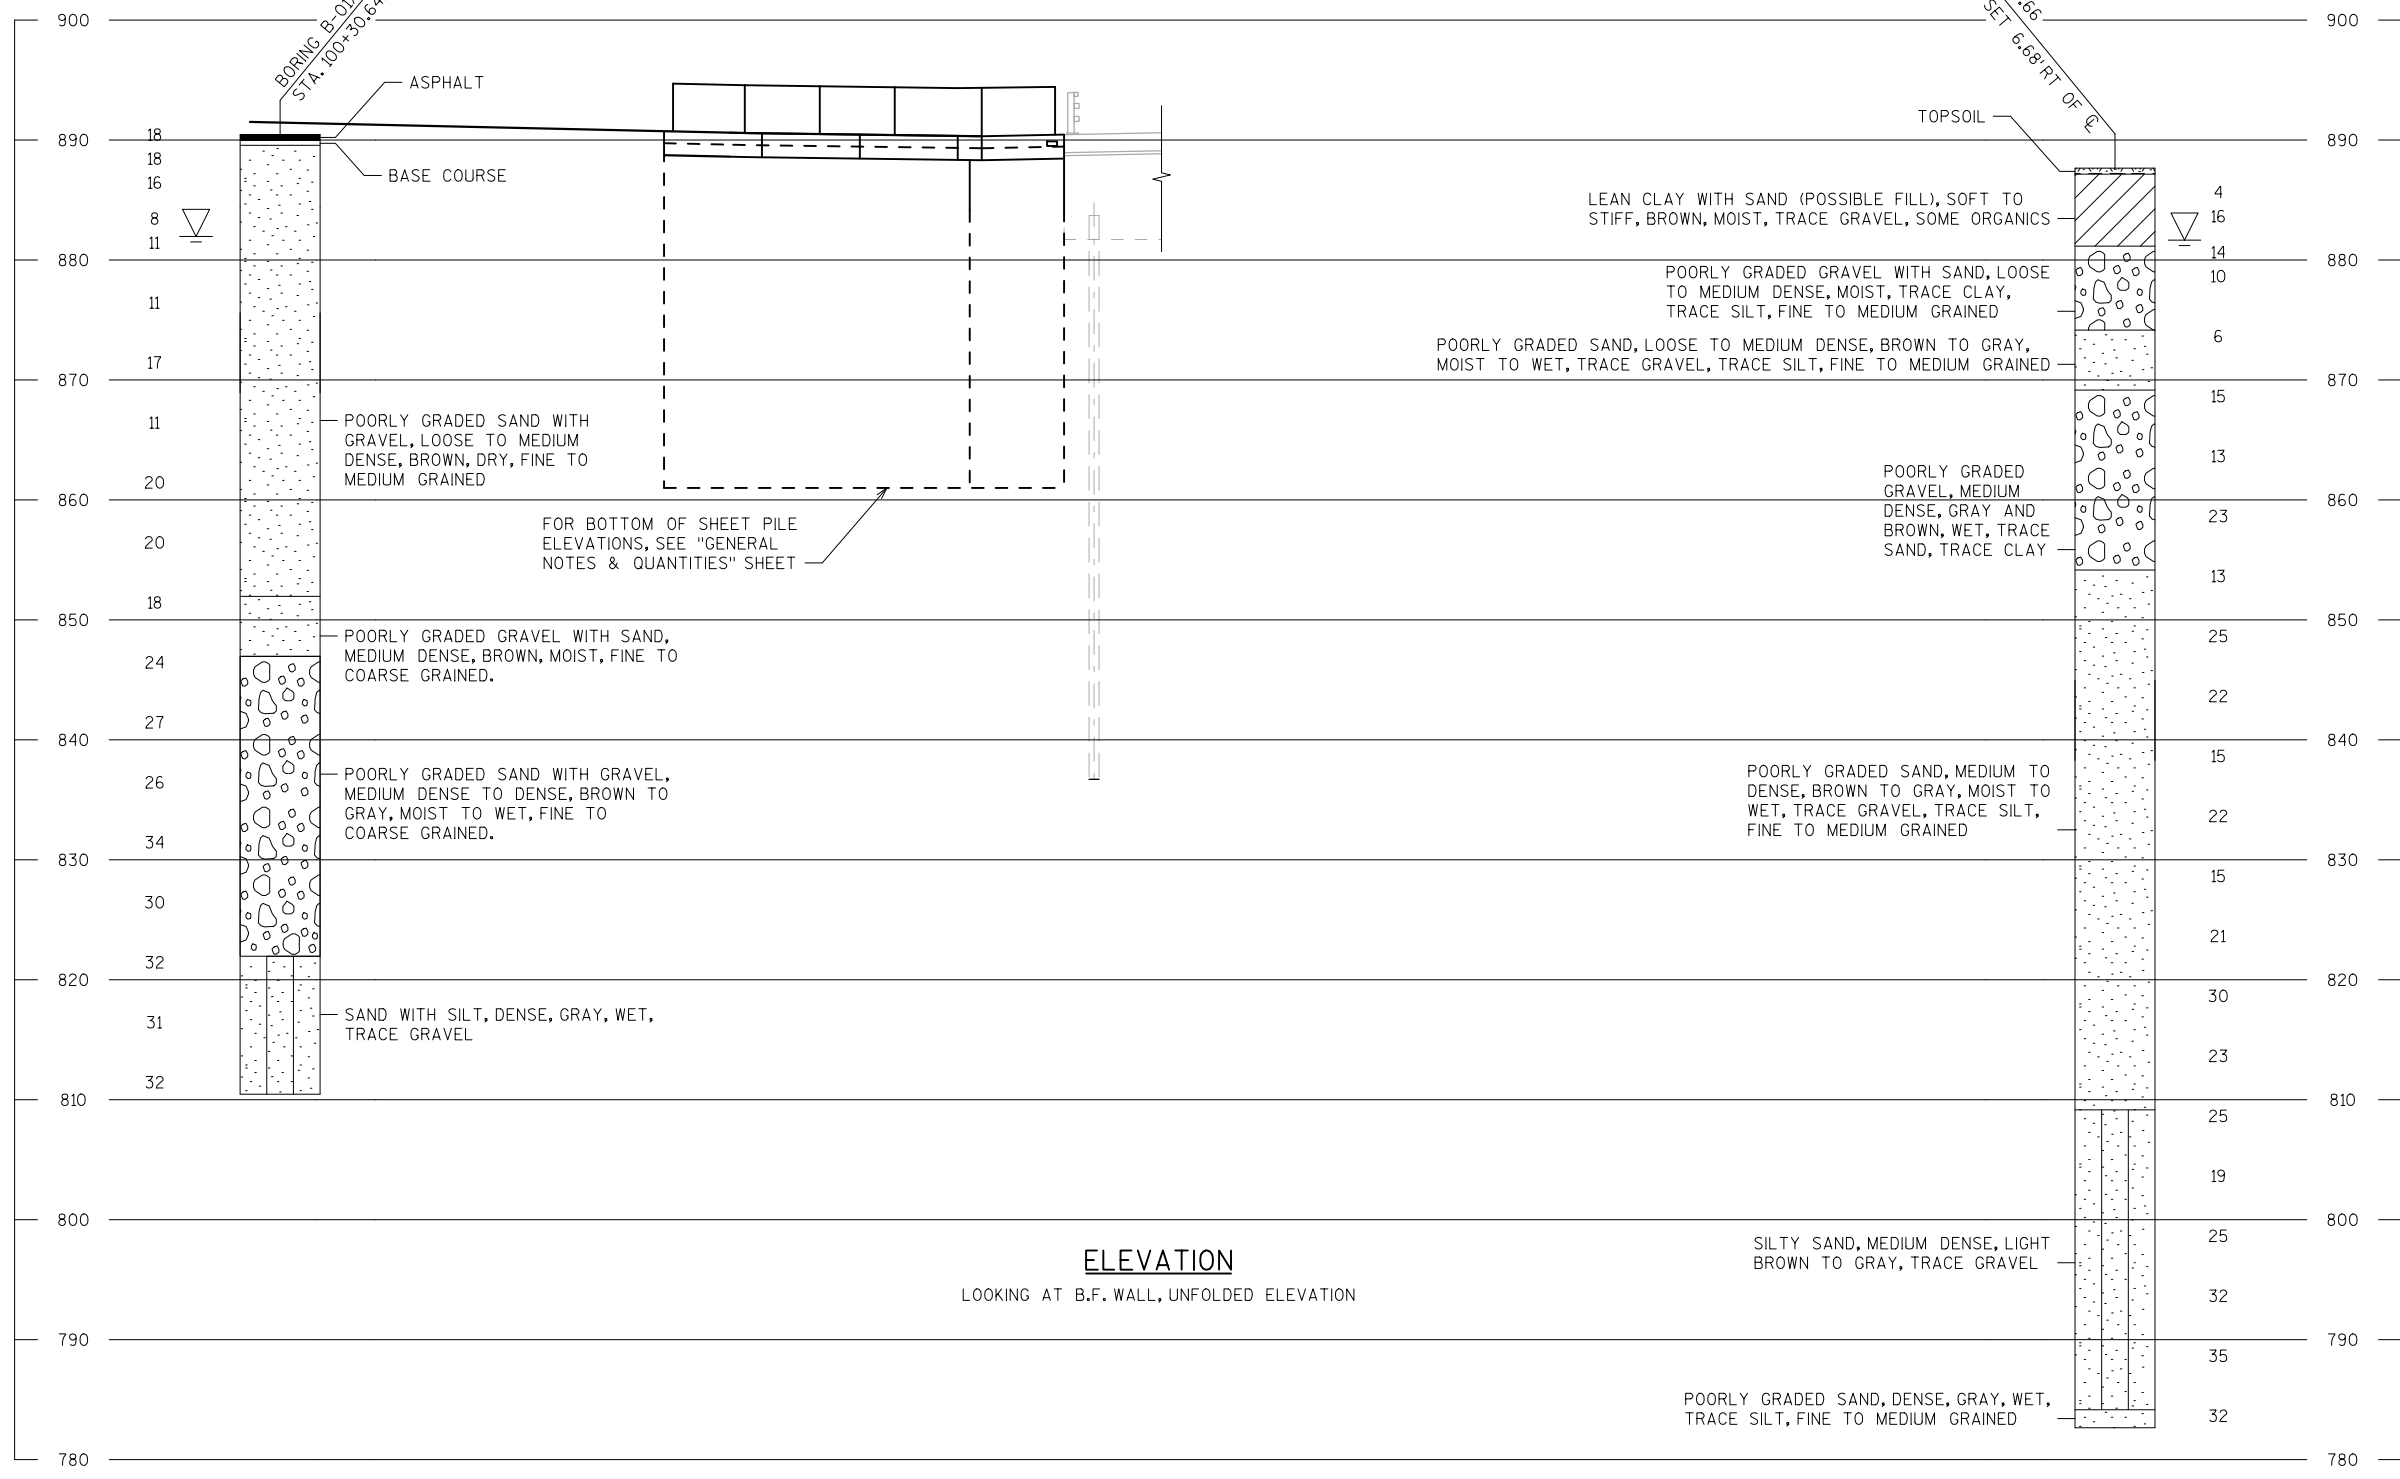 900
900
BORING B-01
STA. 100+30.64
.66
SET 6.68' RT OF ℄
ASPHALT
BASE COURSE
TOPSOIL
890
890
18
18
16
8
11
11
17
11
20
20
18
24
27
26
34
30
32
31
32
LEAN CLAY WITH SAND (POSSIBLE FILL), SOFT TO
STIFF, BROWN, MOIST, TRACE GRAVEL, SOME ORGANICS
880
880
POORLY GRADED GRAVEL WITH SAND, LOOSE
TO MEDIUM DENSE, MOIST, TRACE CLAY,
TRACE SILT, FINE TO MEDIUM GRAINED
POORLY GRADED SAND, LOOSE TO MEDIUM DENSE, BROWN TO GRAY,
MOIST TO WET, TRACE GRAVEL, TRACE SILT, FINE TO MEDIUM GRAINED
870
870
POORLY GRADED SAND WITH
GRAVEL, LOOSE TO MEDIUM
DENSE, BROWN, DRY, FINE TO
MEDIUM GRAINED
POORLY GRADED
GRAVEL, MEDIUM
DENSE, GRAY AND
BROWN, WET, TRACE
SAND, TRACE CLAY
860
860
FOR BOTTOM OF SHEET PILE
ELEVATIONS, SEE "GENERAL
NOTES & QUANTITIES" SHEET
850
850
POORLY GRADED GRAVEL WITH SAND,
MEDIUM DENSE, BROWN, MOIST, FINE TO
COARSE GRAINED.
840
840
POORLY GRADED SAND WITH GRAVEL,
MEDIUM DENSE TO DENSE, BROWN TO
GRAY, MOIST TO WET, FINE TO
COARSE GRAINED.
POORLY GRADED SAND, MEDIUM TO
DENSE, BROWN TO GRAY, MOIST TO
WET, TRACE GRAVEL, TRACE SILT,
FINE TO MEDIUM GRAINED
830
830
820
820
SAND WITH SILT, DENSE, GRAY, WET,
TRACE GRAVEL
810
810
800
800
SILTY SAND, MEDIUM DENSE, LIGHT
BROWN TO GRAY, TRACE GRAVEL
790
790
POORLY GRADED SAND, DENSE, GRAY, WET,
TRACE SILT, FINE TO MEDIUM GRAINED
780
780
4
16
14
10
6
15
13
23
13
25
22
15
22
15
21
30
23
25
19
25
32
35
32
ELEVATION
LOOKING AT B.F. WALL, UNFOLDED ELEVATION